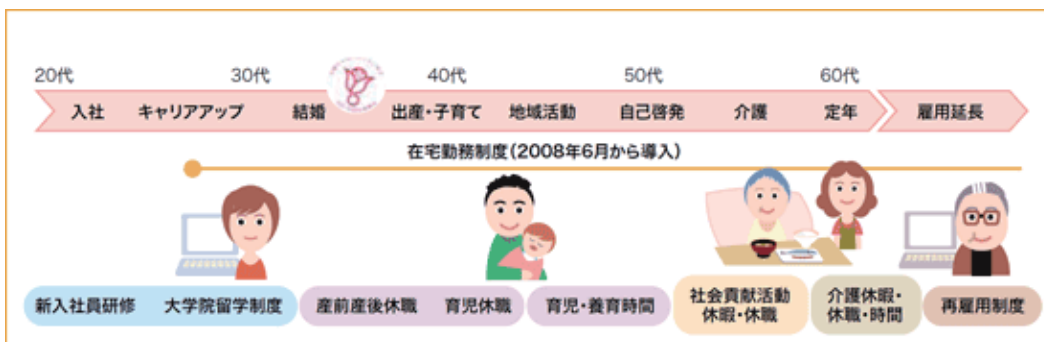 20代 30代 40代 50代 60代
入社 キャリアアップ 結婚 出産・子育て 地域活動 自己啓発 介護 定年 雇用延長
在宅勤務制度(2008年6月から導入)
新入社員研修 大学院留学制度
産前産後休職 育児休職
育児・養育時間
社会貢献活動
休暇・休職
介護休暇・
休職・時間
再雇用制度